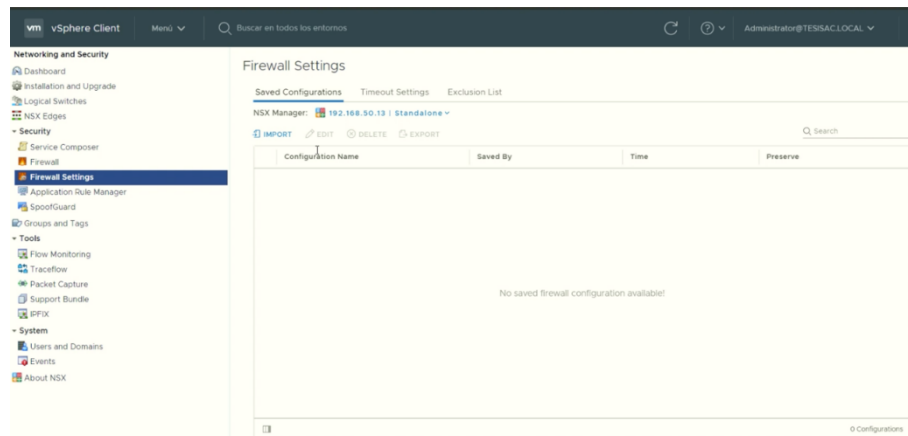 vm vSphere Client Menú Buscar en todos los entornos Administrator@TESISAC.LOCAL
Networking and Security
Dashboard
Installation and Upgrade
Logical Switches
NSX Edges
Security
Service Composer
Firewall
Firewall Settings
Application Rule Manager
SpoofGuard
Groups and Tags
Tools
Flow Monitoring
Traceflow
Packet Capture
Support Bundle
IPFIX
System
Users and Domains
Events
About NSX
Firewall Settings
Saved Configurations Timeout Settings Exclusion List
NSX Manager: 192.168.50.13 | Standalone
IMPORT EDIT DELETE EXPORT Search
Configuration Name Saved By Time Preserve
No saved firewall configuration available!
0 Configurations